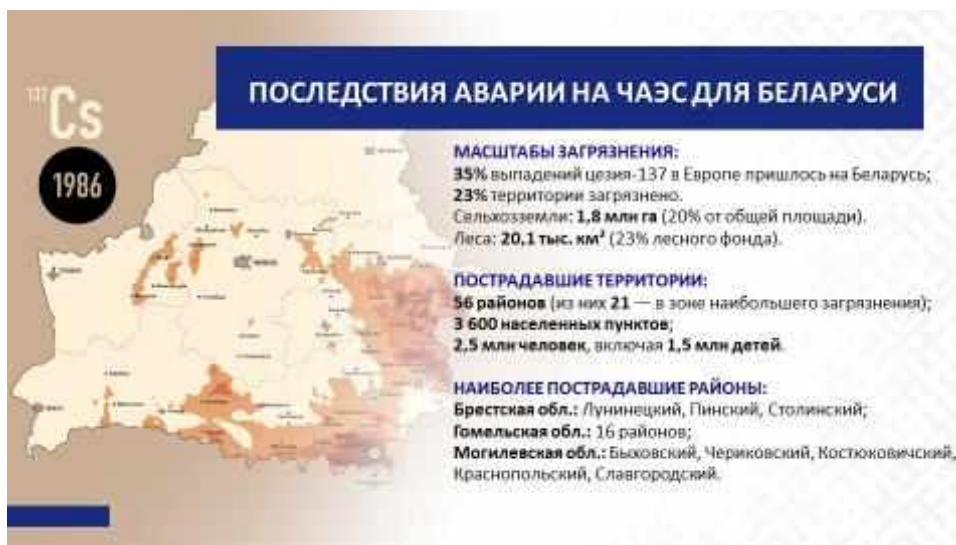 ПОСЛЕДСТВИЯ АВАРИИ НА ЧАЭС ДЛЯ БЕЛАРУСИ
137Cs
1986
МАСШТАБЫ ЗАГРЯЗНЕНИЯ:
35% выпадений цезия-137 в Европе пришлось на Беларусь;
23% территории загрязнено.
Сельхозземли: 1,8 млн га (20% от общей площади).
Леса: 20,1 тыс. км² (23% лесного фонда).
ПОСТРАДАВШИЕ ТЕРРИТОРИИ:
56 районов (из них 21 — в зоне наибольшего загрязнения);
3 600 населенных пунктов;
2,5 млн человек, включая 1,5 млн детей.
НАИБОЛЕЕ ПОСТРАДАВШИЕ РАЙОНЫ:
Брестская обл.: Лунинецкий, Пинский, Столинский;
Гомельская обл.: 16 районов;
Могилевская обл.: Быховский, Чериковский, Костюковичский,
Краснопольский, Славгородский.